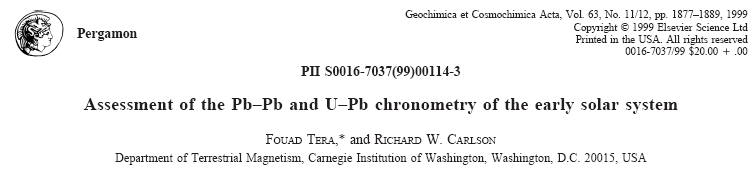 Geochimica et Cosmochimica Acta, Vol. 63, No. 11/12, pp. 1877–1889, 1999
Copyright © 1999 Elsevier Science Ltd
Pergamon
Printed in the USA. All rights reserved
0016-7037/99 $20.00 + .00
PII S0016-7037(99)00114-3
Assessment of the Pb–Pb and U–Pb chronometry of the early solar system
FOUAD TERA,* and RICHARD W. CARLSON
Department of Terrestrial Magnetism, Carnegie Institution of Washington, Washington, D.C. 20015, USA